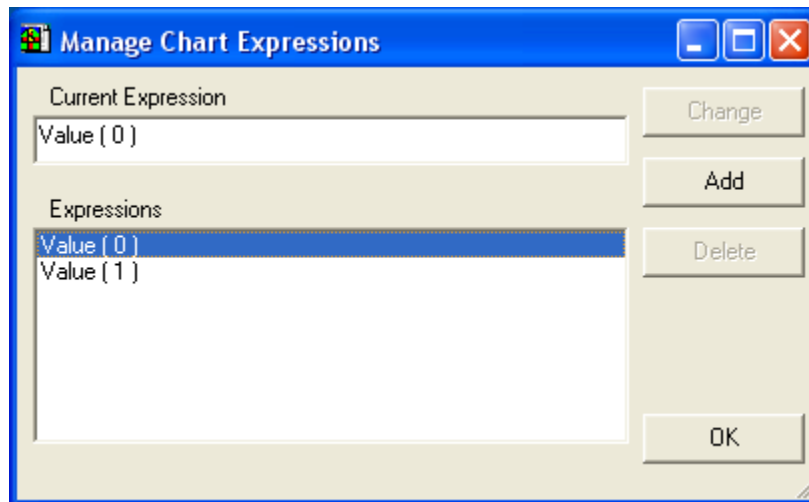 Manage Chart Expressions
Current Expression
Change
Value ( 0 )
Add
Expressions
Value ( 0 )
Value ( 1 )
Delete
OK